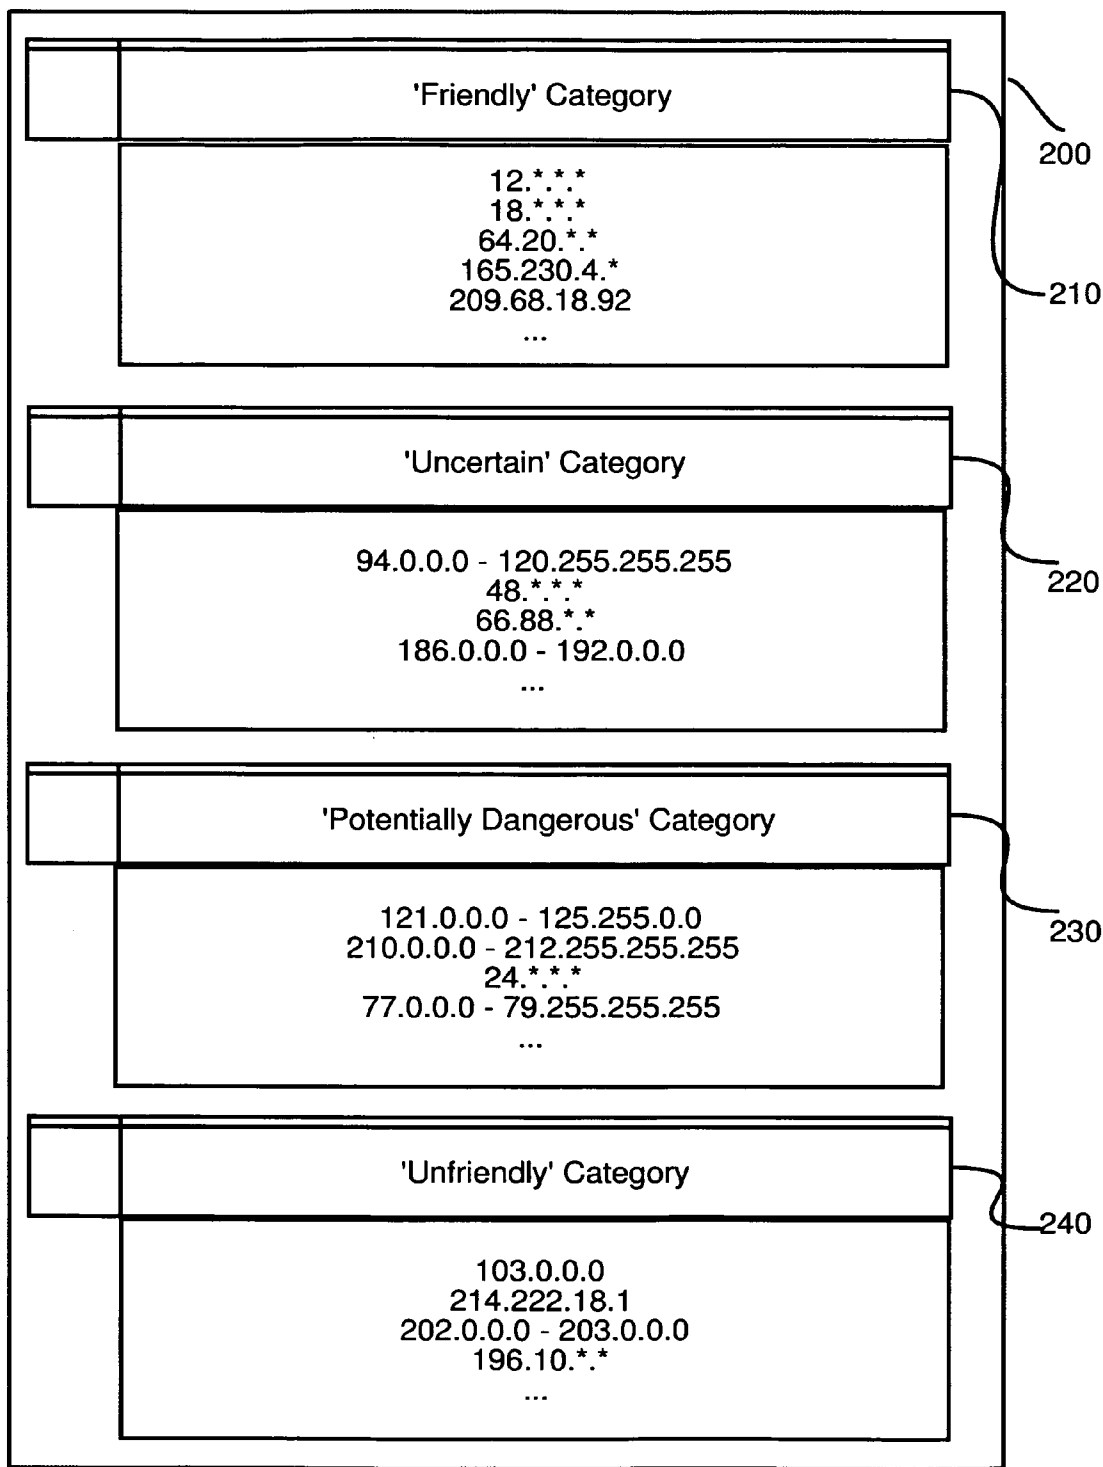 'Friendly' Category
200
12.*.*.*
18.*.*.*
64.20.*.*
165.230.4.*
209.68.18.92
...
210
'Uncertain' Category
94.0.0.0 - 120.255.255.255
48.*.*.*
66.88.*.*
186.0.0.0 - 192.0.0.0
...
220
'Potentially Dangerous' Category
121.0.0.0 - 125.255.0.0
210.0.0.0 - 212.255.255.255
24.*.*.*
77.0.0.0 - 79.255.255.255
...
230
'Unfriendly' Category
240
103.0.0.0
214.222.18.1
202.0.0.0 - 203.0.0.0
196.10.*.*
...